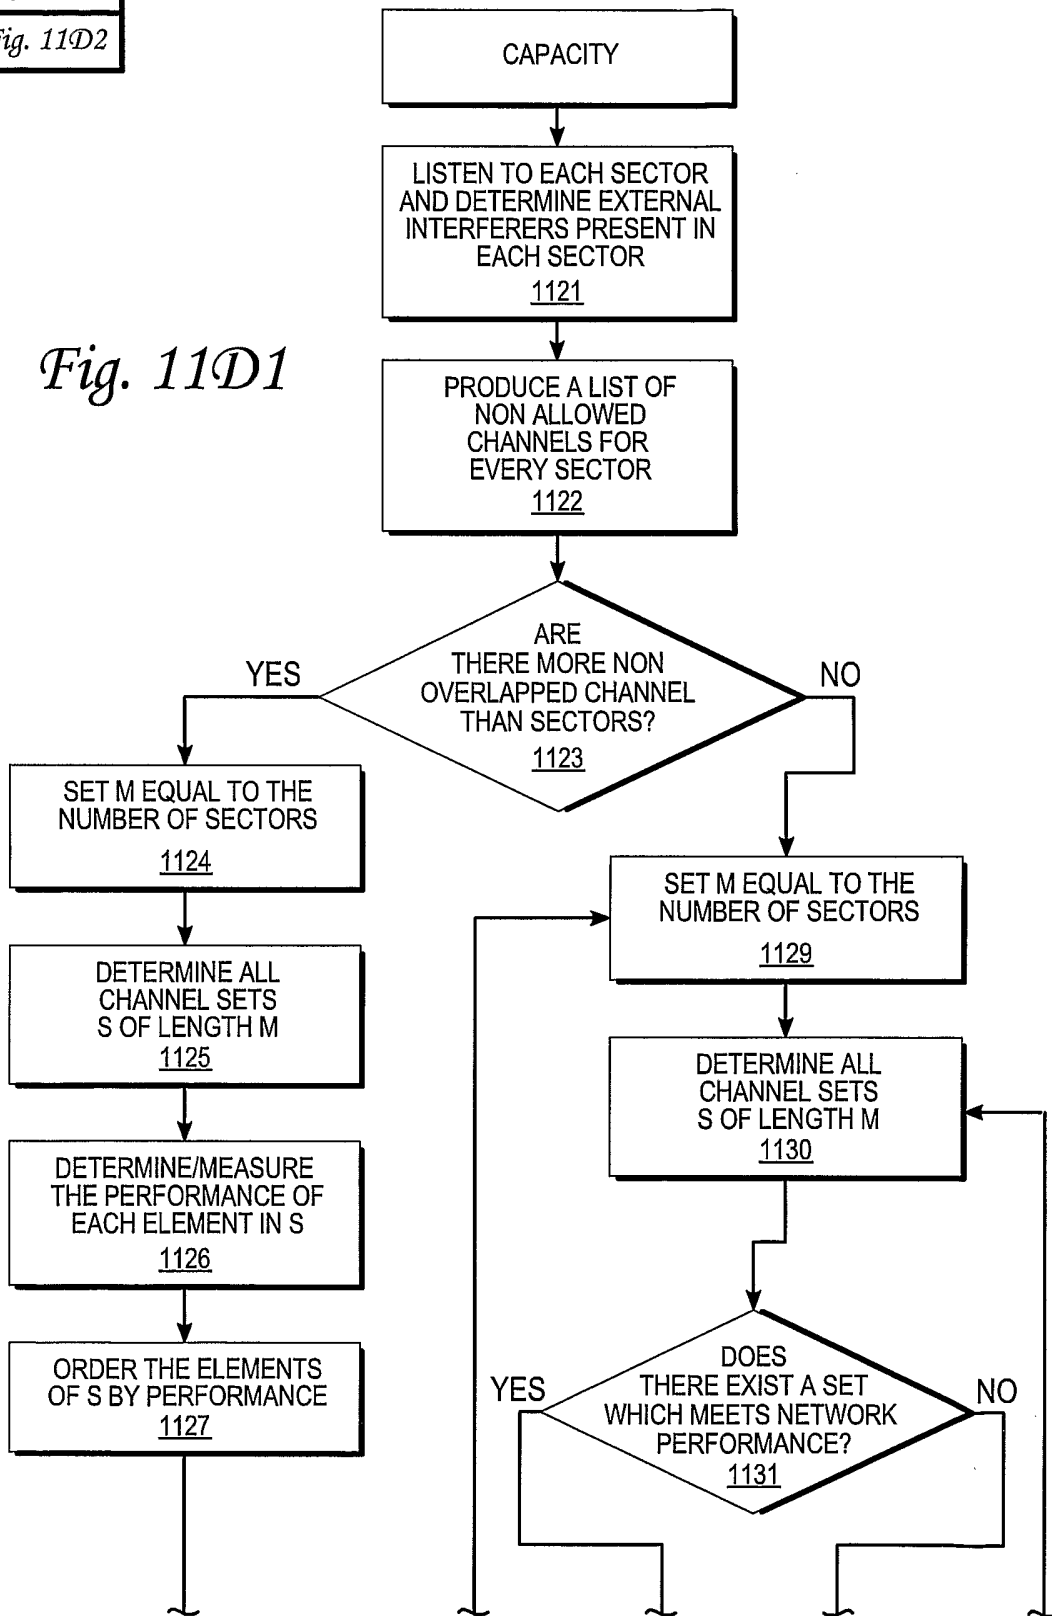 Fig. 11D2
CAPACITY
LISTEN TO EACH SECTOR
AND DETERMINE EXTERNAL
INTERFERERS PRESENT IN
EACH SECTOR
1121
Fig. 11D1
PRODUCE A LIST OF
NON ALLOWED
CHANNELS FOR
EVERY SECTOR
1122
ARE
THERE MORE NON
OVERLAPPED CHANNEL
THAN SECTORS?
1123
YES
NO
SET M EQUAL TO THE
NUMBER OF SECTORS
1124
DETERMINE ALL
CHANNEL SETS
S OF LENGTH M
1125
DETERMINE/MEASURE
THE PERFORMANCE OF
EACH ELEMENT IN S
1126
ORDER THE ELEMENTS
OF S BY PERFORMANCE
1127
SET M EQUAL TO THE
NUMBER OF SECTORS
1129
DETERMINE ALL
CHANNEL SETS
S OF LENGTH M
1130
DOES
THERE EXIST A SET
WHICH MEETS NETWORK
PERFORMANCE?
1131
YES
NO